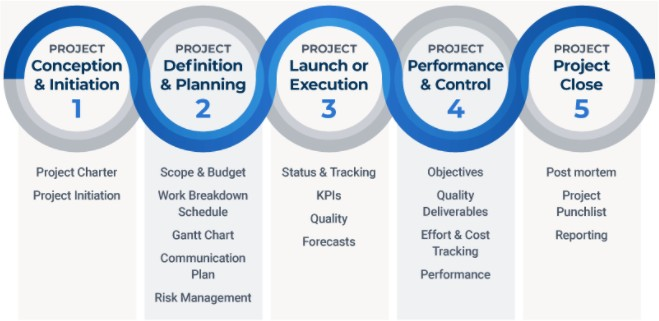 PROJECT
Conception
& Initiation
1
PROJECT
Definition
& Planning
2
PROJECT
Launch or
Execution
3
PROJECT
Performance
& Control
4
PROJECT
Project
Close
5
Project Charter
Project Initiation
Scope & Budget
Work Breakdown
Schedule
Gantt Chart
Communication
Plan
Risk Management
Status & Tracking
KPIs
Quality
Forecasts
Objectives
Quality
Deliverables
Effort & Cost
Tracking
Performance
Post mortem
Project
Punchlist
Reporting